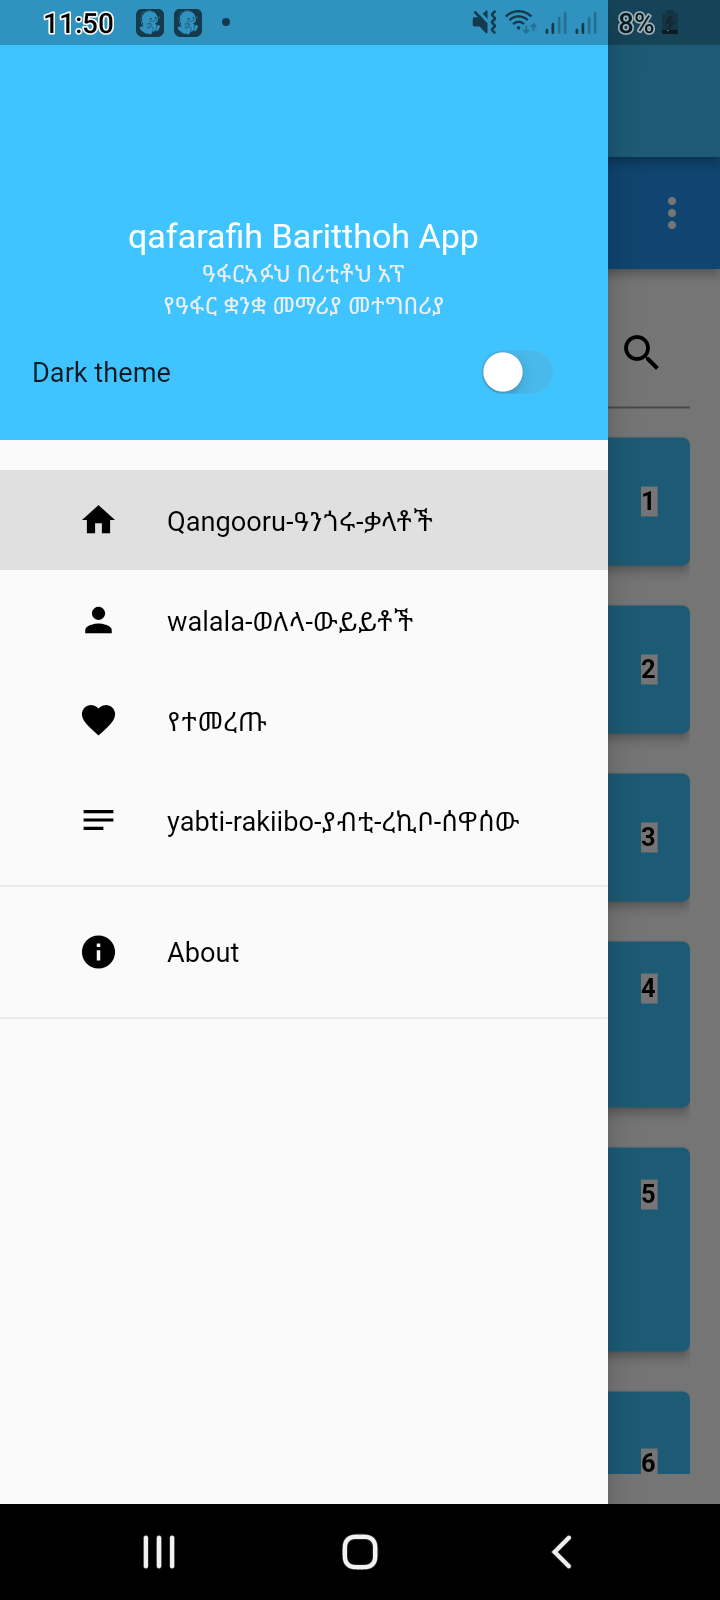 11:50
8%
qafarafih Baritthoh App
ዓፋርአፉህ በሪቲቶህ አፕ
የዓፋር ቋንቋ መማሪያ መተግበሪያ
Dark theme
Qangooru-ዓንጎሩ-ቃላቶች
walala-ወለላ-ውይይቶች
የተመረጡ
yabti-rakiibo-ያብቲ-ረኪቦ-ሰዋሰው
About
1
2
3
4
5
6